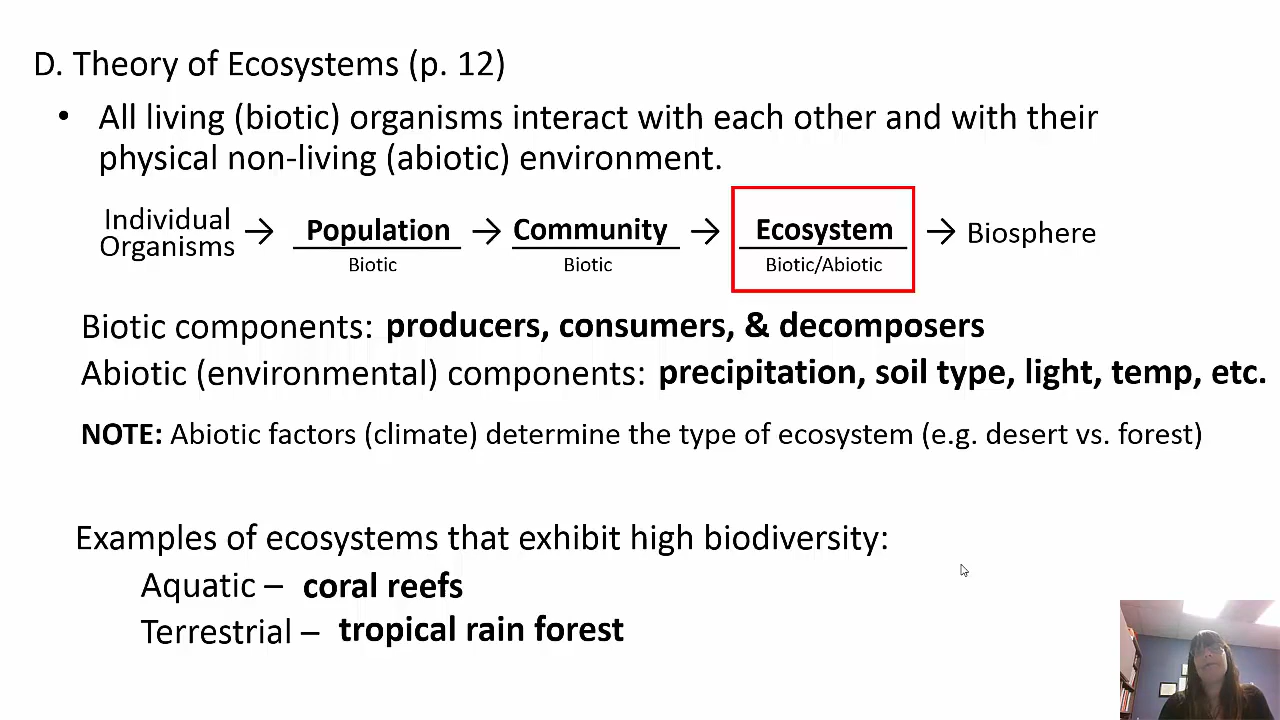 D. Theory of Ecosystems (p. 12)
• All living (biotic) organisms interact with each other and with their
physical non-living (abiotic) environment.
Individual
Organisms → Population → Community → Ecosystem → Biosphere
Biotic Biotic Biotic/Abiotic
Biotic components: producers, consumers, & decomposers
Abiotic (environmental) components: precipitation, soil type, light, temp, etc.
NOTE: Abiotic factors (climate) determine the type of ecosystem (e.g. desert vs. forest)
Examples of ecosystems that exhibit high biodiversity:
Aquatic – coral reefs
Terrestrial – tropical rain forest